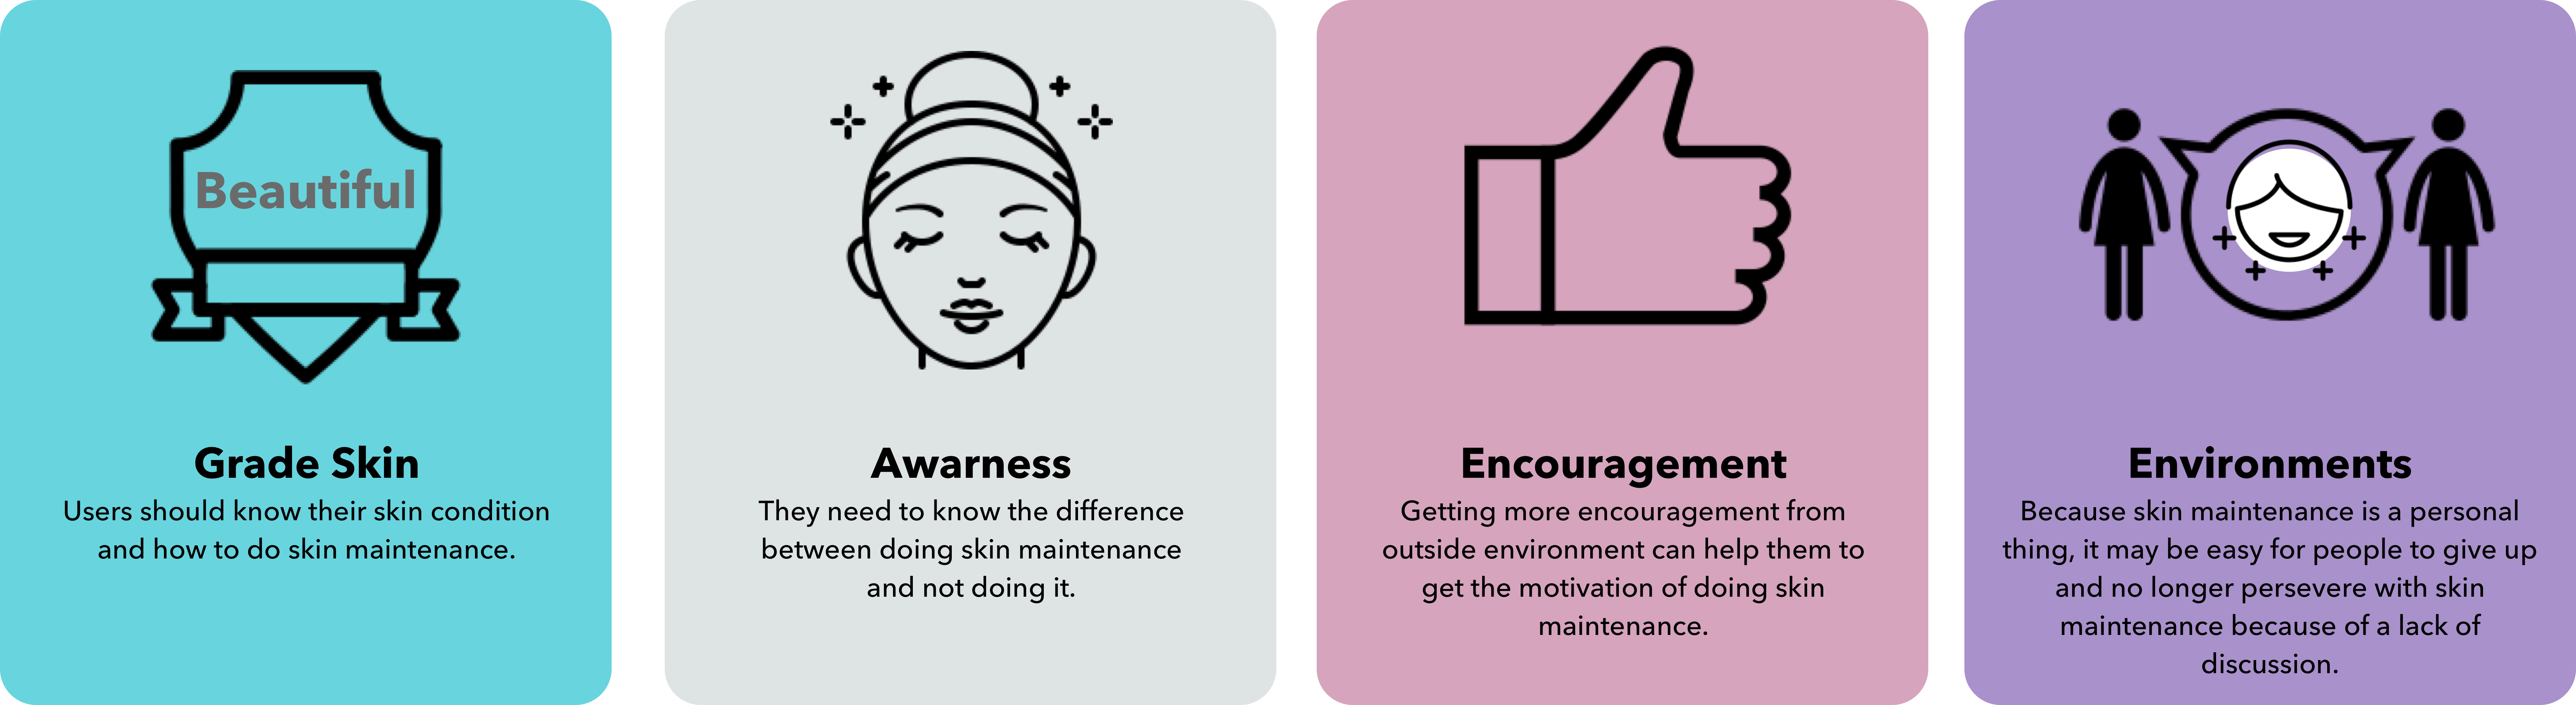 Beautiful
Grade Skin
Users should know their skin condition
and how to do skin maintenance.
Awarness
They need to know the difference
between doing skin maintenance
and not doing it.
Encouragement
Getting more encouragement from
outside environment can help them to
get the motivation of doing skin
maintenance.
Environments
Because skin maintenance is a personal
thing, it may be easy for people to give up
and no longer persevere with skin
maintenance because of a lack of
discussion.